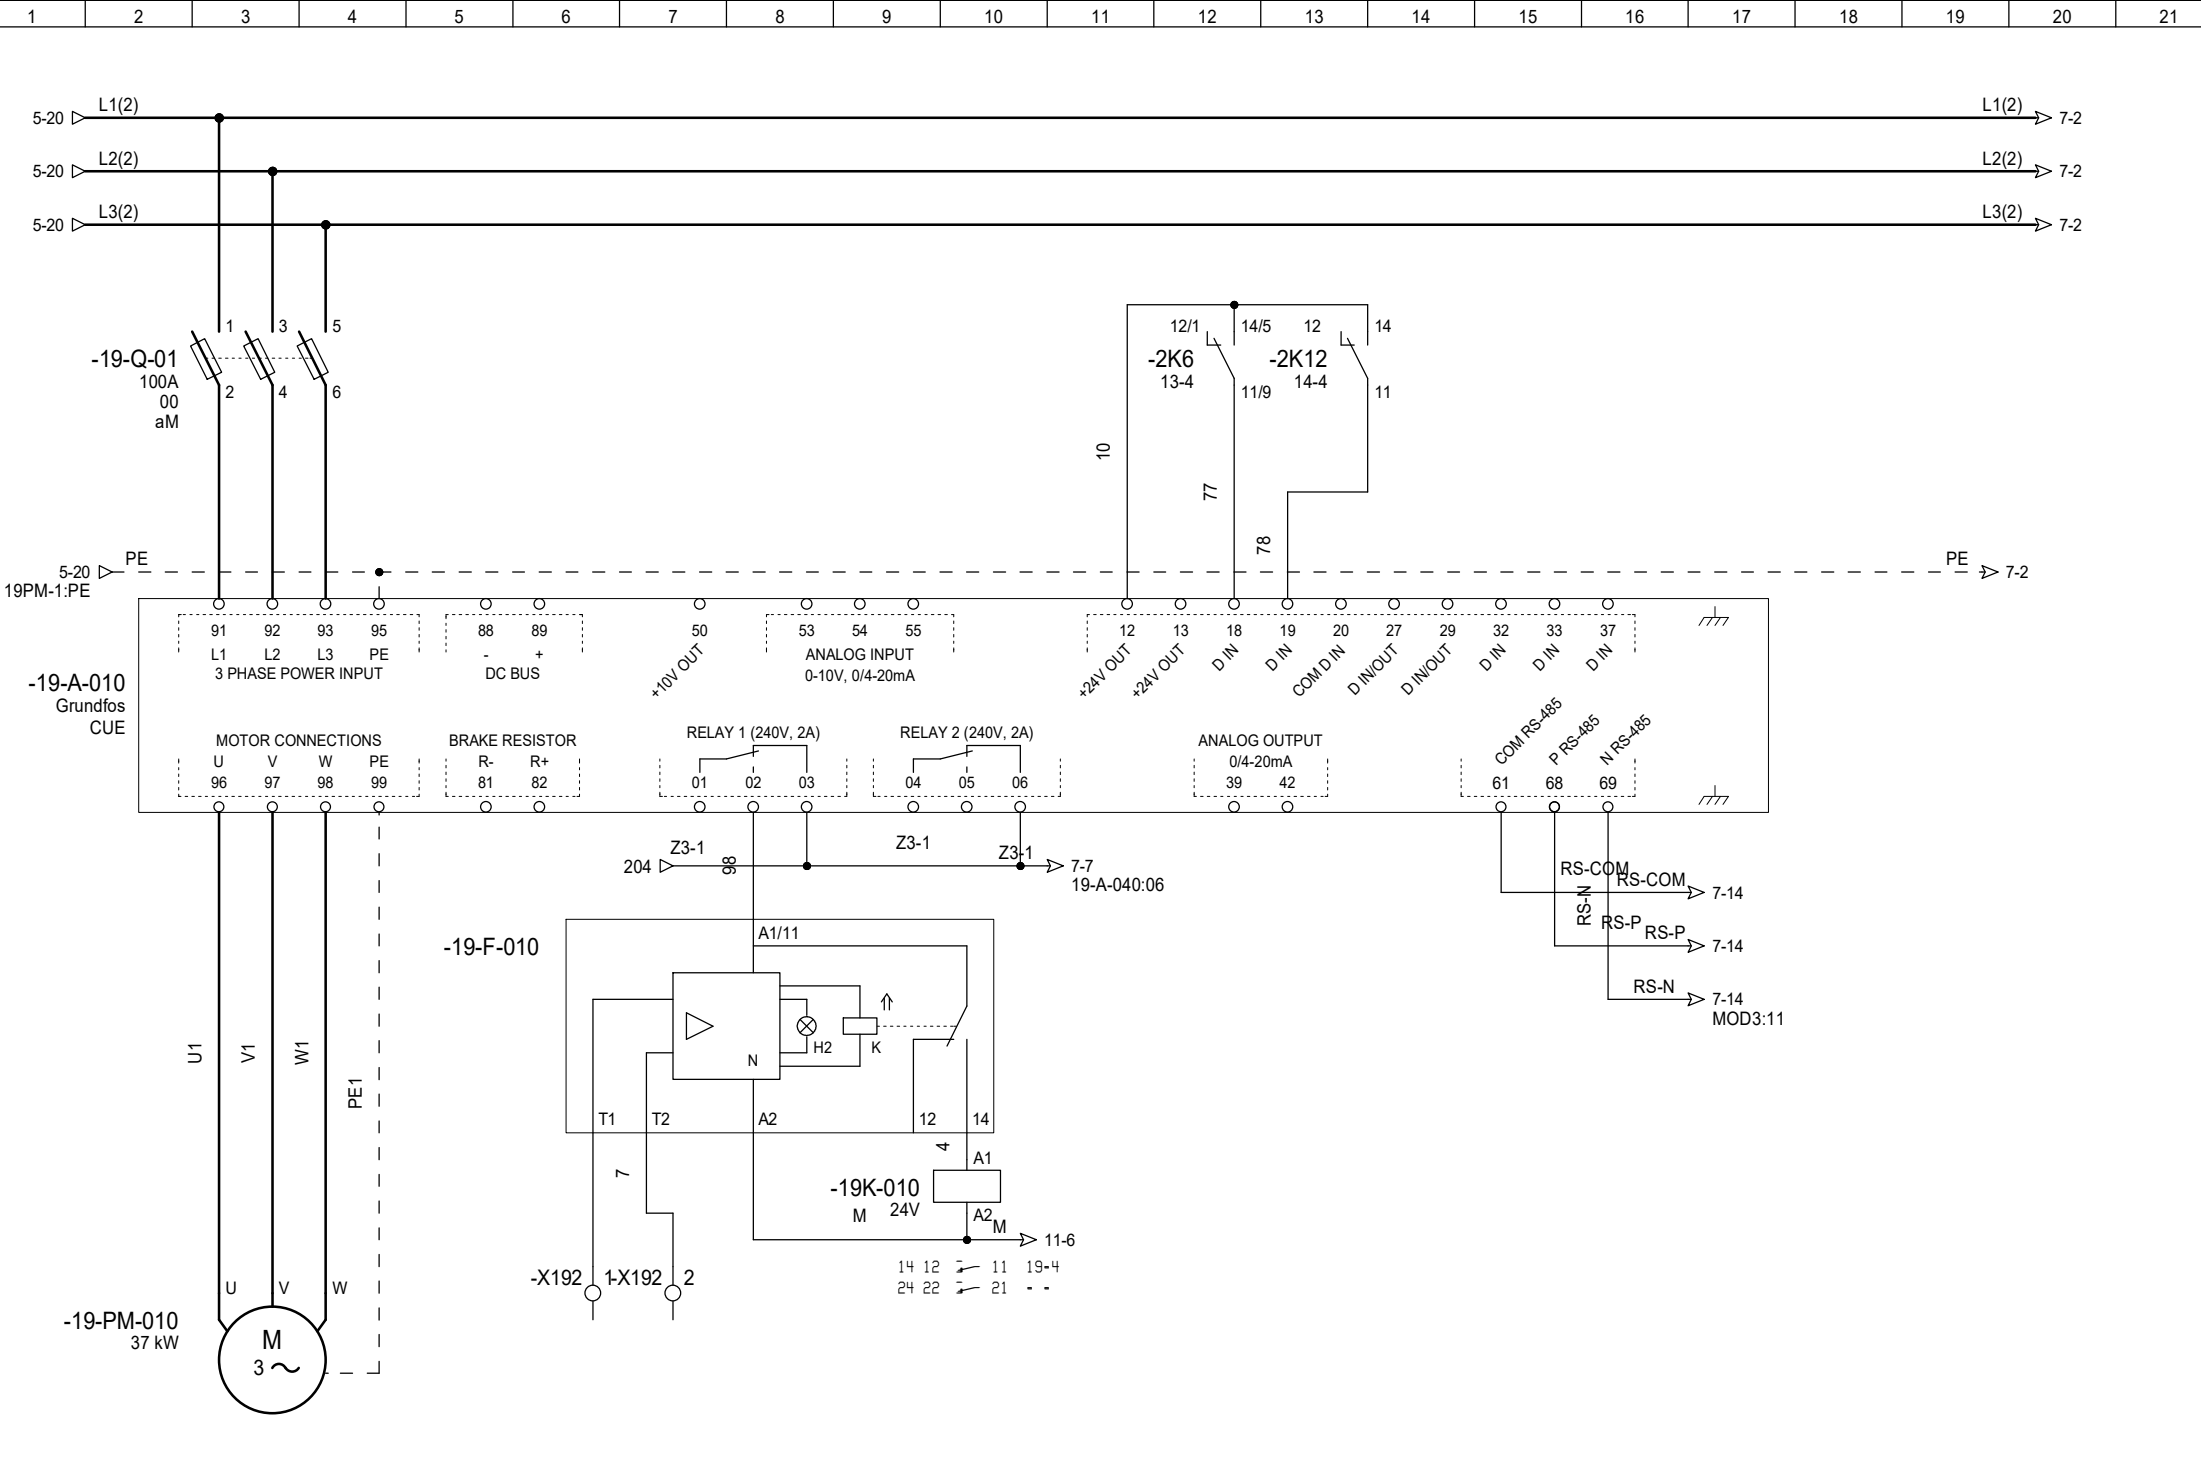 1 2 3 4 5 6 7 8 9 10 11 12 13 14 15 16 17 18 19 20 21
L1(2) L1(2)
5-20 7-2
L2(2) L2(2)
5-20 7-2
L3(2) L3(2)
5-20 7-2
1 3 5 12/1 14/5 12 14
-19-Q-01 -2K6 -2K12
100A 13-4 14-4
2 4 6 11/9 11
00
aM
10
77
78
PE PE
5-20 7-2
19PM-1:PE
91 92 93 95 88 89 50 53 54 55 12 13 18 19 20 27 29 32 33 37
L1 L2 L3 PE - + ANALOG INPUT
3 PHASE POWER INPUT DC BUS 0-10V, 0/4-20mA
+10V OUT +24V OUT +24V OUT D IN D IN COM D IN D IN/OUT D IN/OUT D IN D IN D IN
-19-A-010
Grundfos
CUE
RELAY 1 (240V, 2A) RELAY 2 (240V, 2A) COM RS-485 P RS-485 N RS-485
MOTOR CONNECTIONS BRAKE RESISTOR ANALOG OUTPUT
U V W PE R- R+ 0/4-20mA
96 97 98 99 81 82 01 02 03 04 05 06 39 42 61 68 69
Z3-1 Z3-1 Z3-1
204 98 7-7
19-A-040:06
RS-COM
RS-COM 7-14
RS-N
RS-P
RS-P 7-14
RS-N 7-14
MOD3:11
-19-F-010
A1/11
N H2 K
U1 V1 W1 PE1
T1 T2 A2 12 14
7 4
A1
-19K-010
24V
M A2 M
11-6
14 12 11 19-4
24 22 21 - -
-X192 1 -X192 2
U V W
-19-PM-010
37 kW
M
3